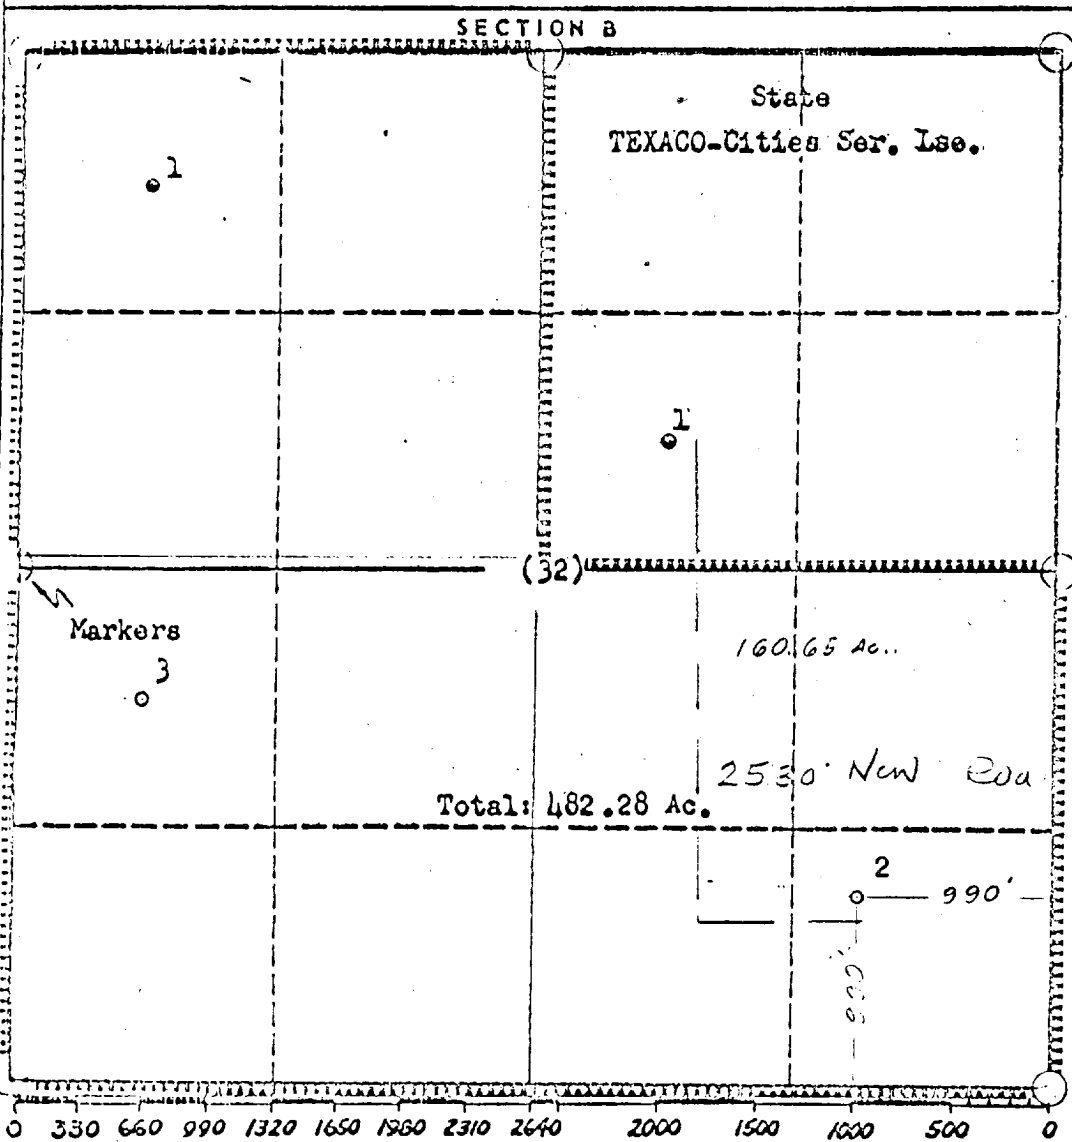 SECTION B
State
TEXACO-Cities Ser. Lse.
1
1
(32)
Markers
3
160.65 Ac..
2530' New
Total: 482.28 Ac.
2
990'
990'
0 330 660 990 1320 1650 1980 2310 2640 2000 1500 1000 500 0